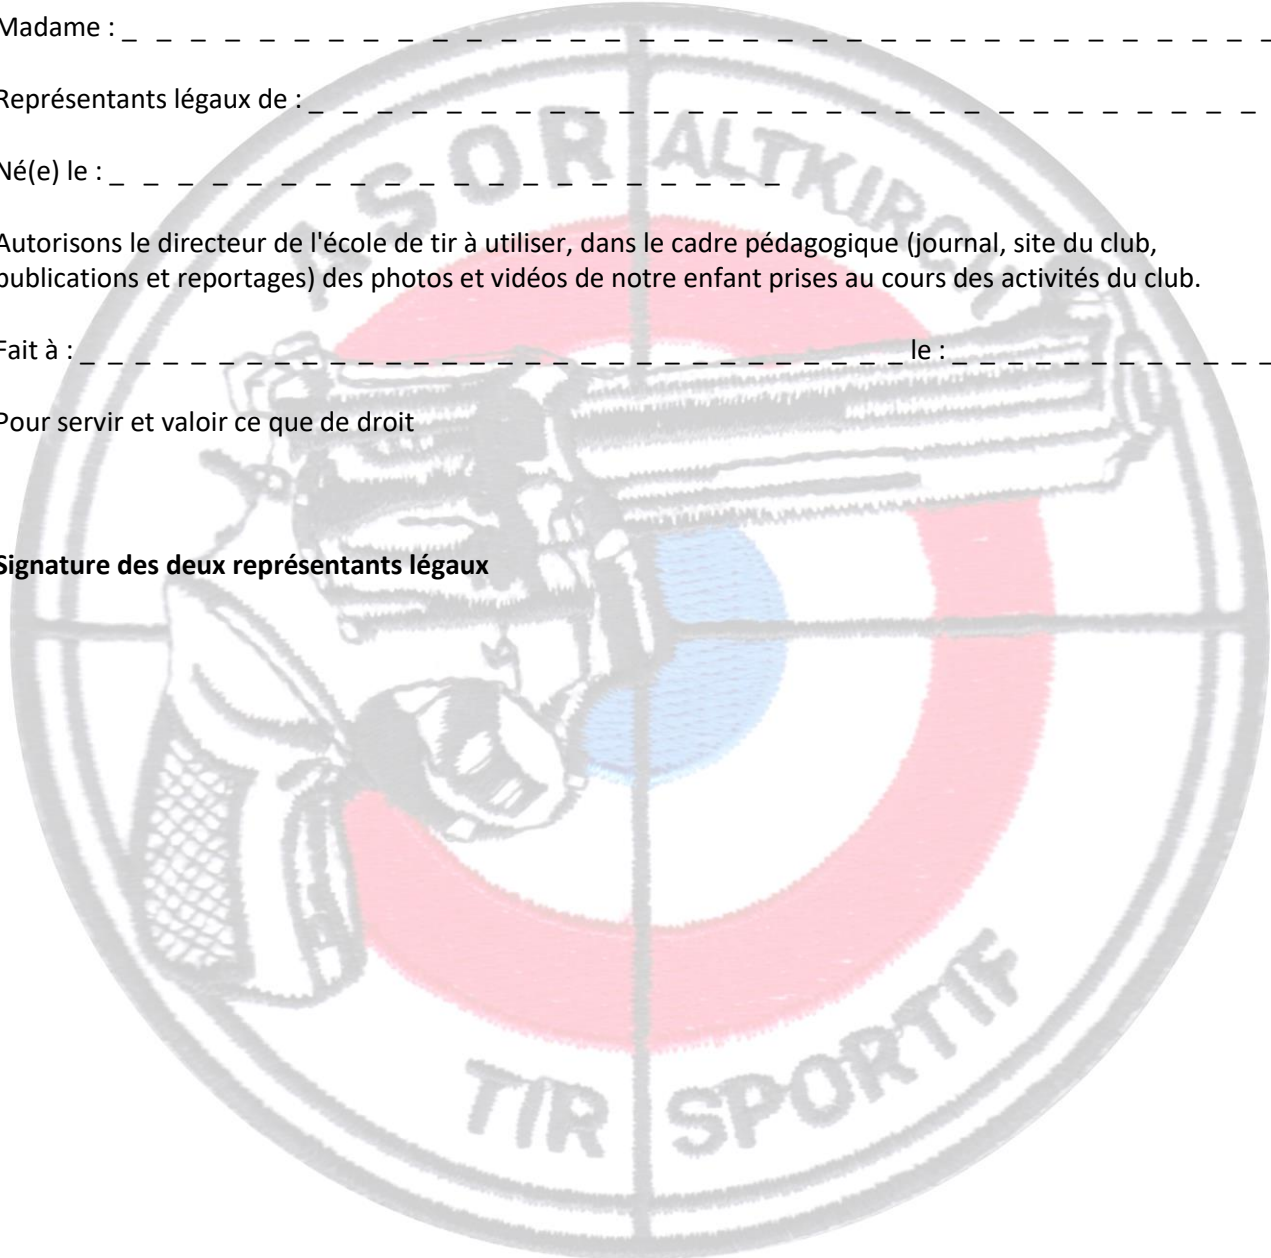 Madame : _ _ _ _ _ _ _ _ _ _ _ _ _ _ _ _ _ _ _ _ _ _ _ _ _ _ _ _ _ _ _ _ _ _
Représentants légaux de : _ _ _ _ _ _ _ _ _ _ _ _ _ _ _ _ _ _ _ _ _ _ _ _ _ _ _ _
Né(e) le : _ _ _ _ _ _ _ _ _ _ _ _ _ _ _ _ _ _ _ _
Autorisons le directeur de l'école de tir à utiliser, dans le cadre pédagogique (journal, site du club,
publications et reportages) des photos et vidéos de notre enfant prises au cours des activités du club.
Fait à : _ _ _ _ _ _ _ _ _ _ _ _ _ _ _ _ _ _ _ _ _ _ _ _ _ _ _ _ _ _ le : _ _ _ _ _ _ _ _ _ _ _ _
Pour servir et valoir ce que de droit
Signature des deux représentants légaux
ASOR ALTKIRCH
TIR SPORTIF